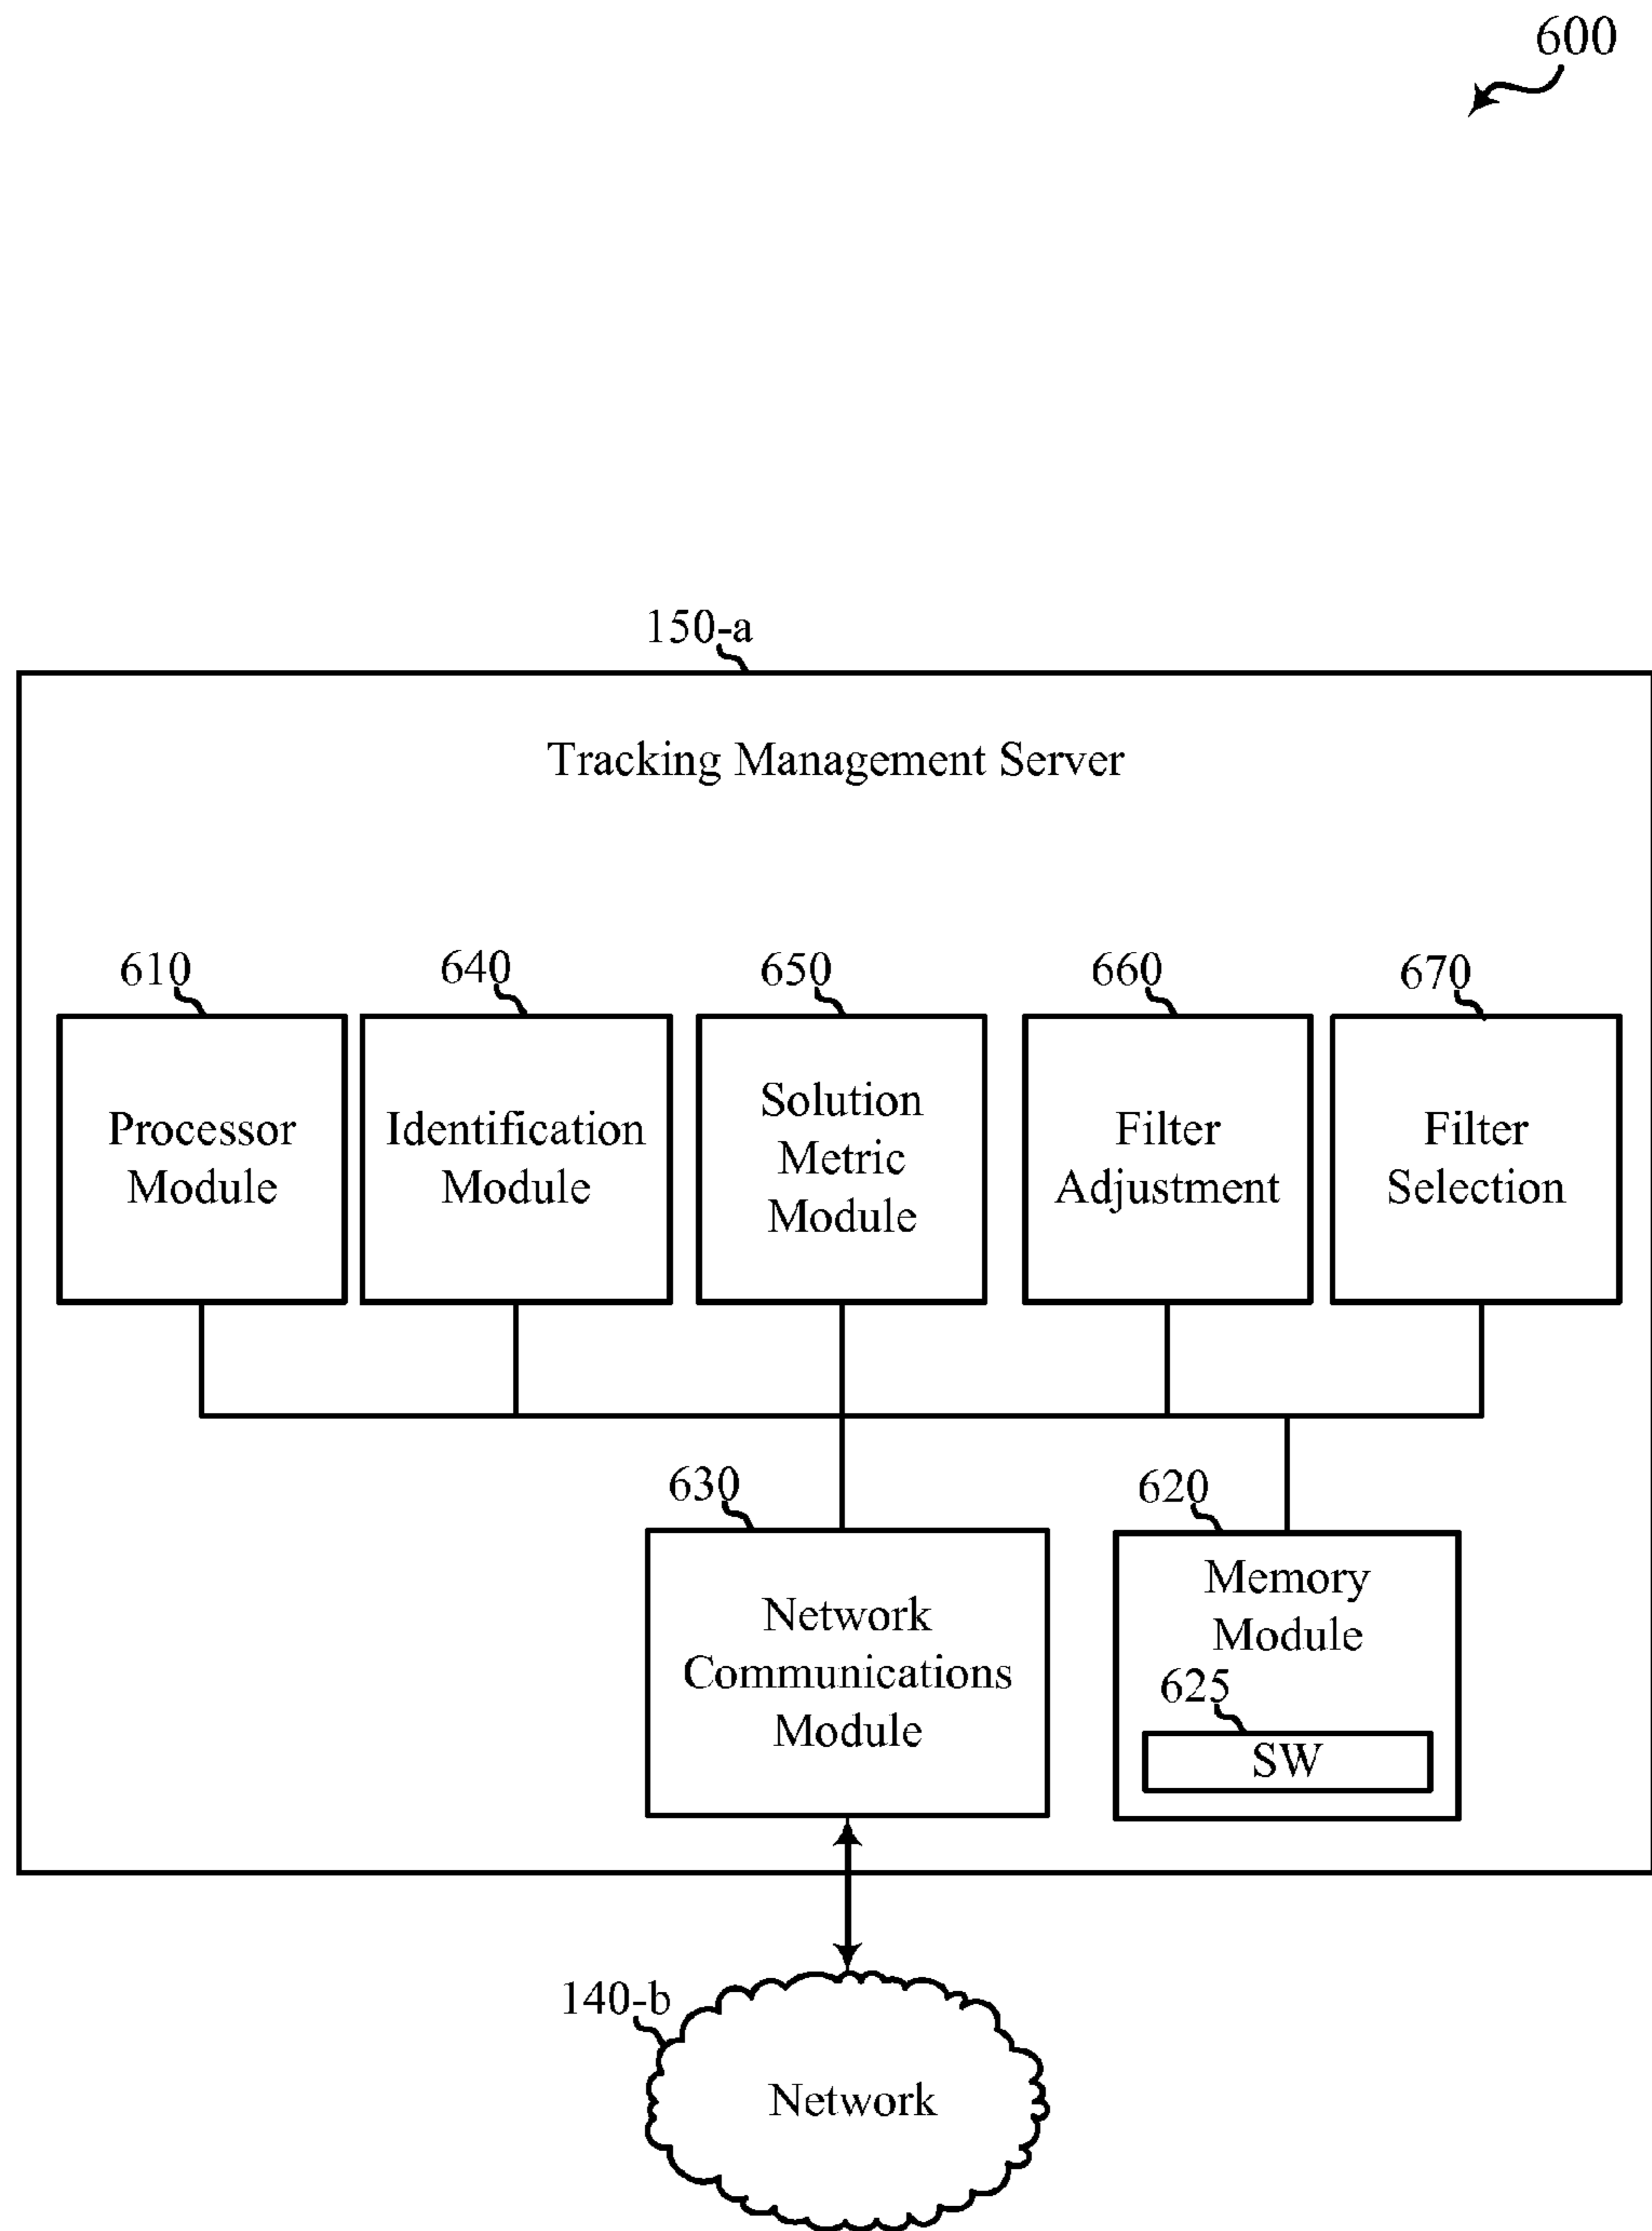 600
150-a
Tracking Management Server
610
640
650
660
670
Processor
Module
Identification
Module
Solution
Metric
Module
Filter
Adjustment
Filter
Selection
630
620
Network
Communications
Module
Memory
Module
625
SW
140-b
Network